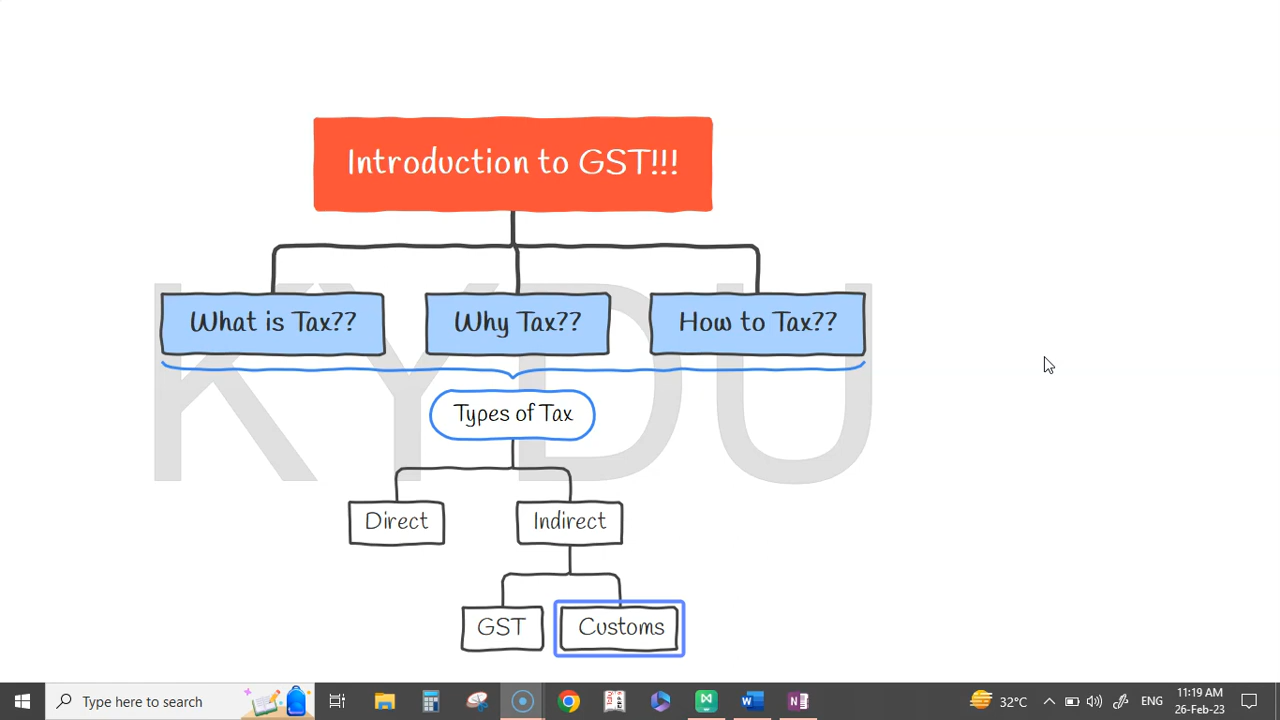 Introduction to GST!!!
What is Tax??
Why Tax??
How to Tax??
KYDU
Types of Tax
Direct
Indirect
GST
Customs
Type here to search
32°C
ENG
11:19 AM
26-Feb-23